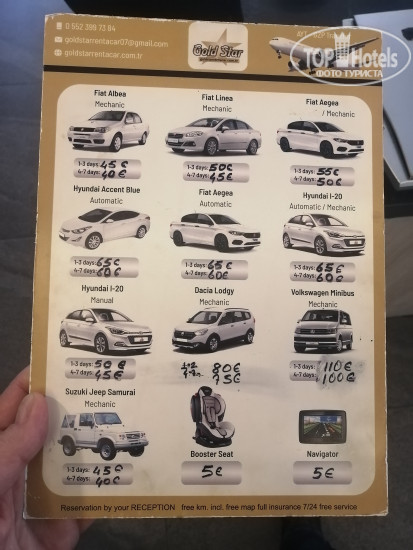 0 552 399 73 84
goldstarrentacar07@gmail.com
goldstarrentacar.com.tr
Gold Star
TOP Hotels
ФОТО ТУРИСТА
Fiat Albea
Mechanic
1-3 days: 45 €
4-7 days: 40 €
Fiat Linea
Mechanic
1-3 days: 50 €
4-7 days: 45 €
Fiat Aegea
/ Mechanic
1-3 days: 55 €
4-7 days: 50 €
Hyundai Accent Blue
Automatic
1-3 days: 65 €
4-7 days: 60 €
Fiat Aegea
Automatic
1-3 days: 65 €
4-7 days: 60 €
Hyundai I-20
Automatic / Mechanic
1-3 days: 65 €
4-7 days: 60 €
Hyundai I-20
Manual
1-3 days: 50 €
4-7 days: 45 €
Dacia Lodgy
Mechanic
80 €
75 €
Volkswagen Minibus
Mechanic
1-3 days: 110 €
4-7 days: 100 €
Suzuki Jeep Samurai
Mechanic
1-3 days: 45 €
4-7 days: 40 €
Booster Seat
5 €
Navigator
5 €
Reservation by your RECEPTION free km. incl. free map full insurance 7/24 free service